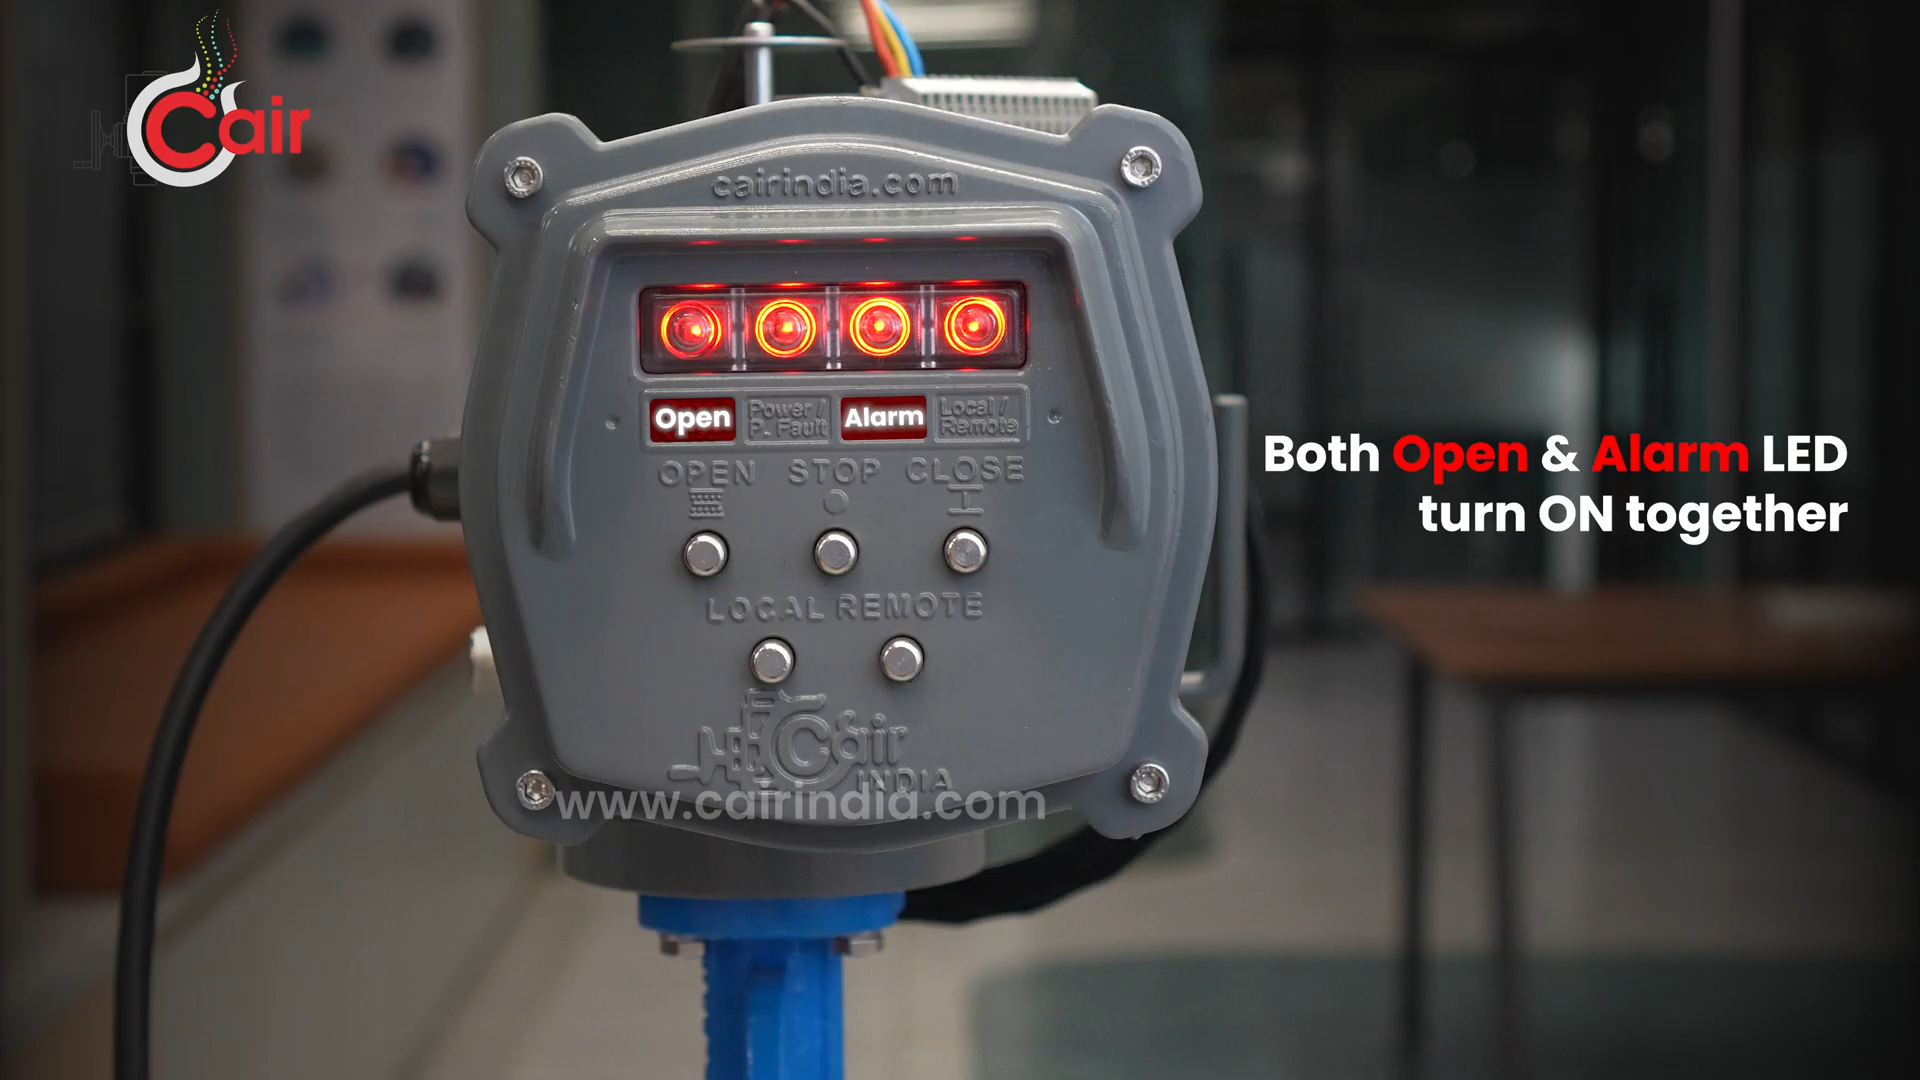 Cair
cairindia.com
Open
Power /
P. Fault
Alarm
Local /
Remote
OPEN STOP CLOSE
LOCAL REMOTE
Cair
INDIA
www.cairindia.com
Both Open & Alarm LED
turn ON together